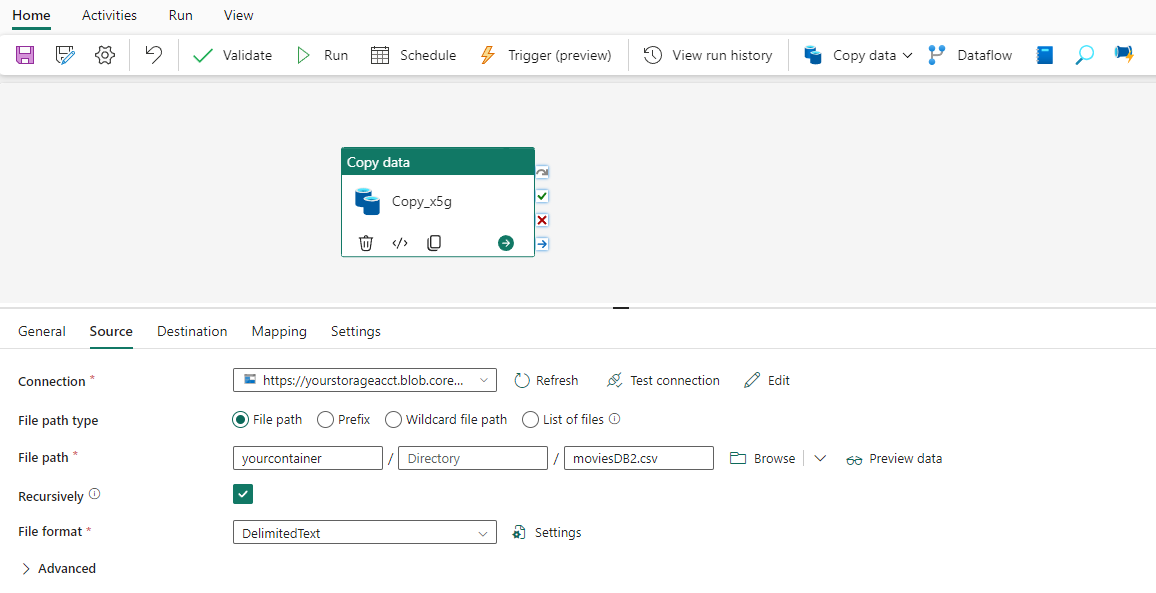 Home Activities Run View
Validate Run Schedule Trigger (preview) View run history Copy data Dataflow
Copy data
Copy_x5g
General Source Destination Mapping Settings
Connection * https://yourstorageacct.blob.core... Refresh Test connection Edit
File path type File path Prefix Wildcard file path List of files
File path * yourcontainer / Directory / moviesDB2.csv Browse Preview data
Recursively
File format * DelimitedText Settings
Advanced